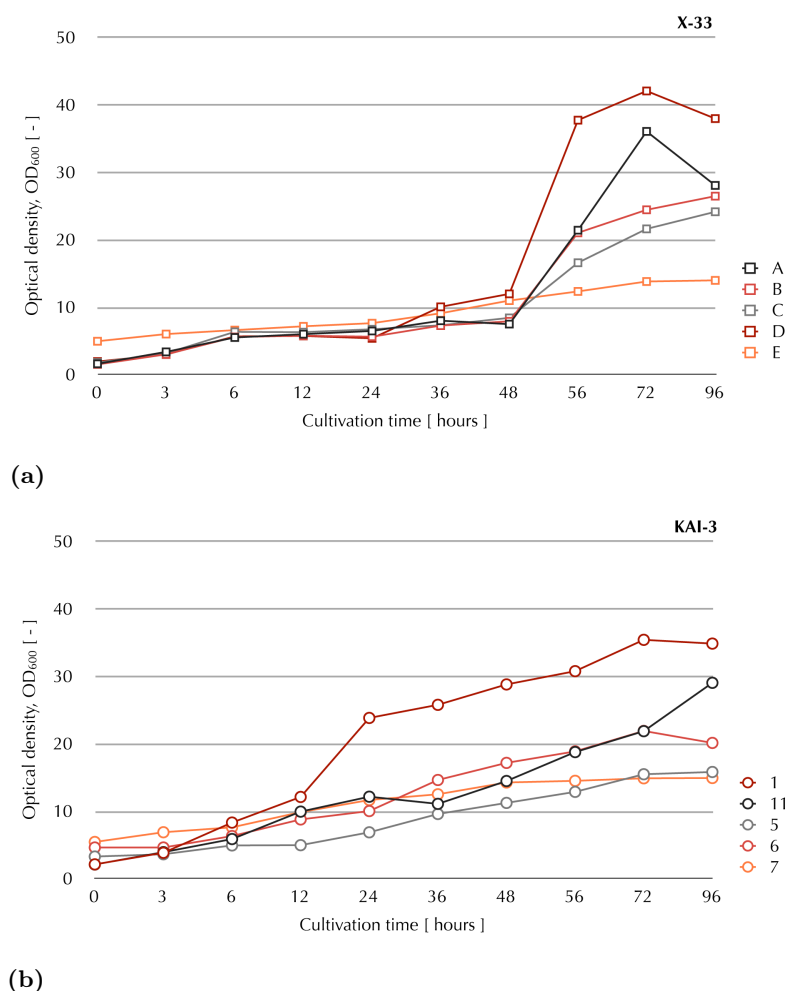 X-33
50
40
30
20
10
0
Optical density, OD600 [ - ]
0 3 6 12 24 36 48 56 72 96
Cultivation time [ hours ]
A
B
C
D
E
(a)
KAI-3
50
40
30
20
10
0
Optical density, OD600 [ - ]
0 3 6 12 24 36 48 56 72 96
Cultivation time [ hours ]
1
11
5
6
7
(b)